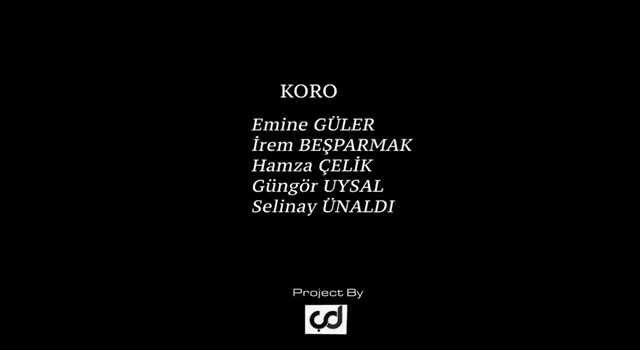 KORO
Emine GÜLER
İrem BEŞPARMAK
Hamza ÇELİK
Güngör UYSAL
Selinay ÜNALDI
Project By